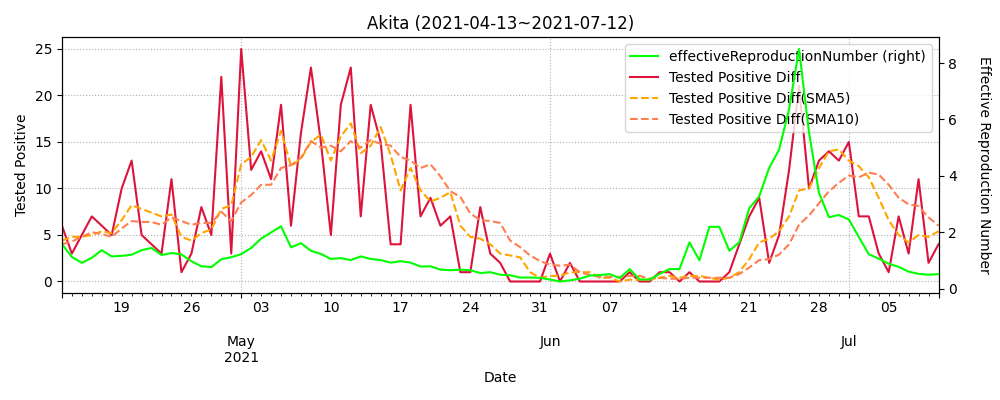 Akita (2021-04-13~2021-07-12)
effectiveReproductionNumber (right)
Tested Positive Diff
Tested Positive Diff(SMA5)
Tested Positive Diff(SMA10)
Tested Positive
25
20
15
10
5
0
8
6
4
2
0
Effective Reproduction Number
19 26 03 10 17 24 31 07 14 21 28 05
May Jun Jul
2021
Date